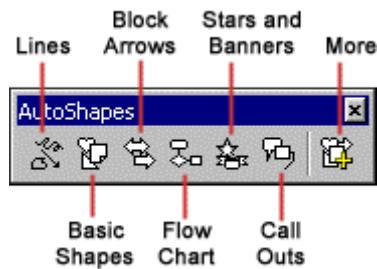 Block
Stars and
Lines
Arrows
Banners
More
AutoShapes
Basic
Flow
Call
Shapes
Chart
Outs